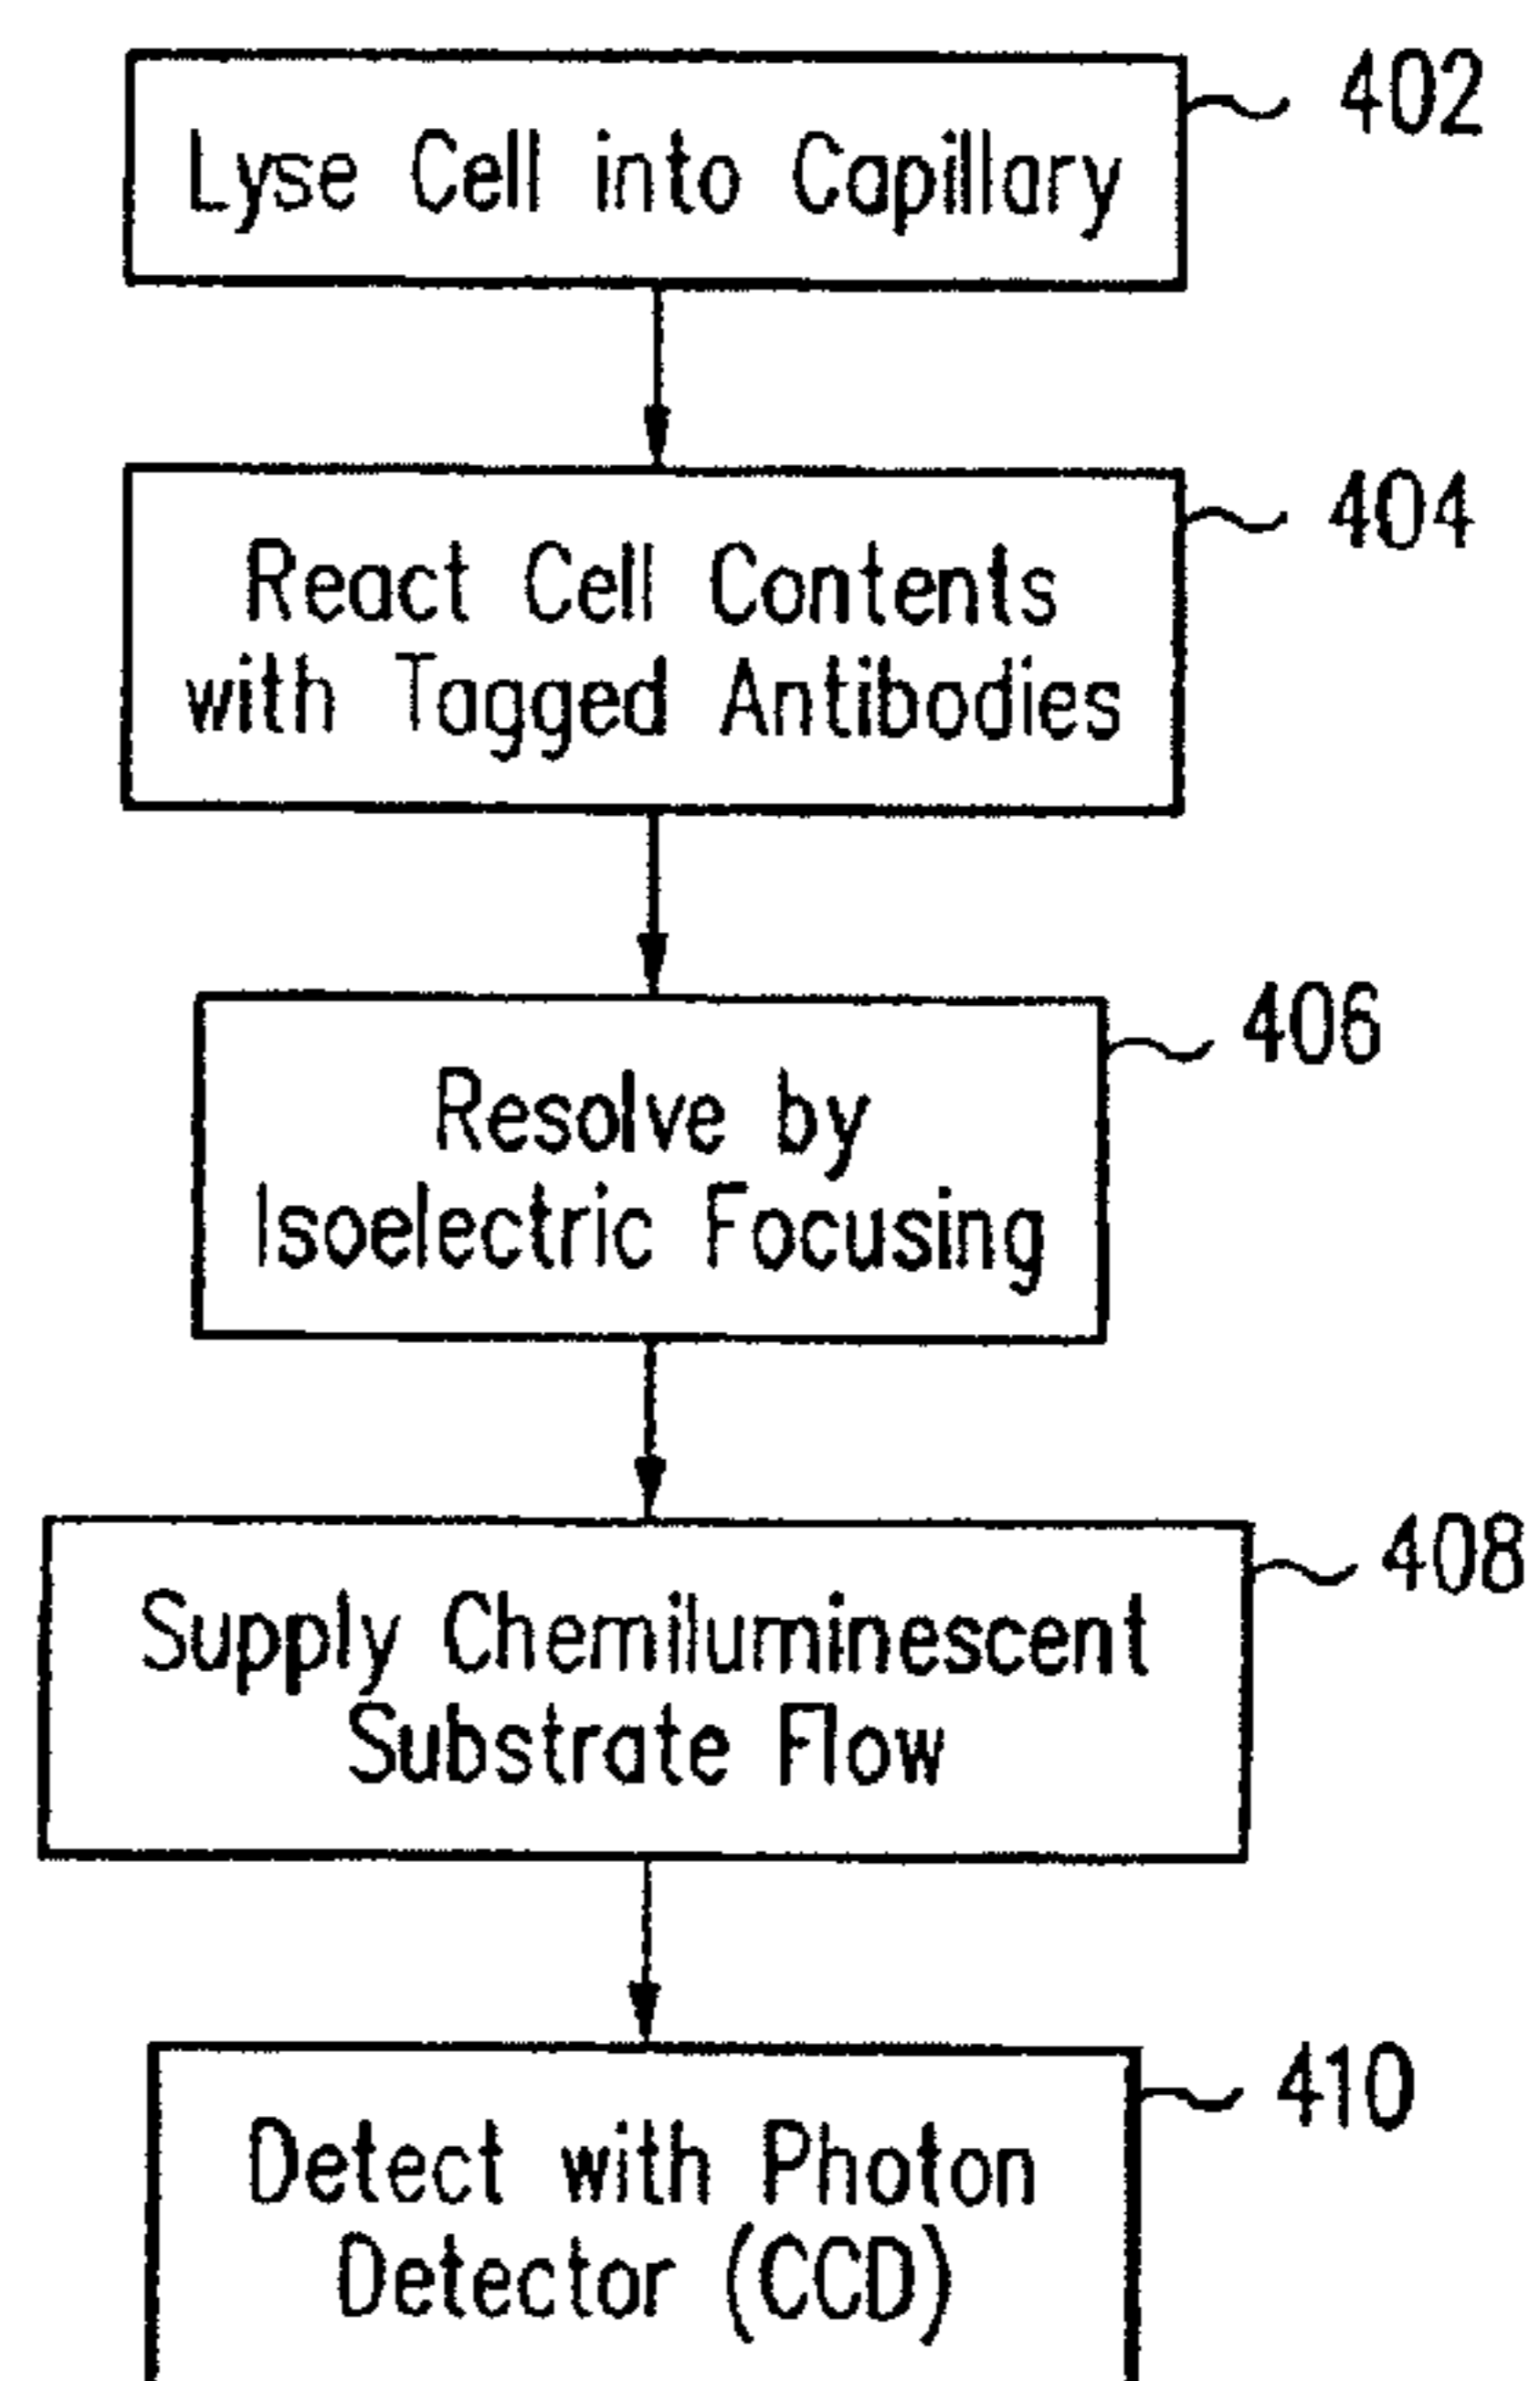 Lyse Cell into Capillary
402
React Cell Contents
with Tagged Antibodies
404
Resolve by
Isoelectric Focusing
406
Supply Chemiluminescent
Substrate Flow
408
Detect with Photon
Detector (CCD)
410